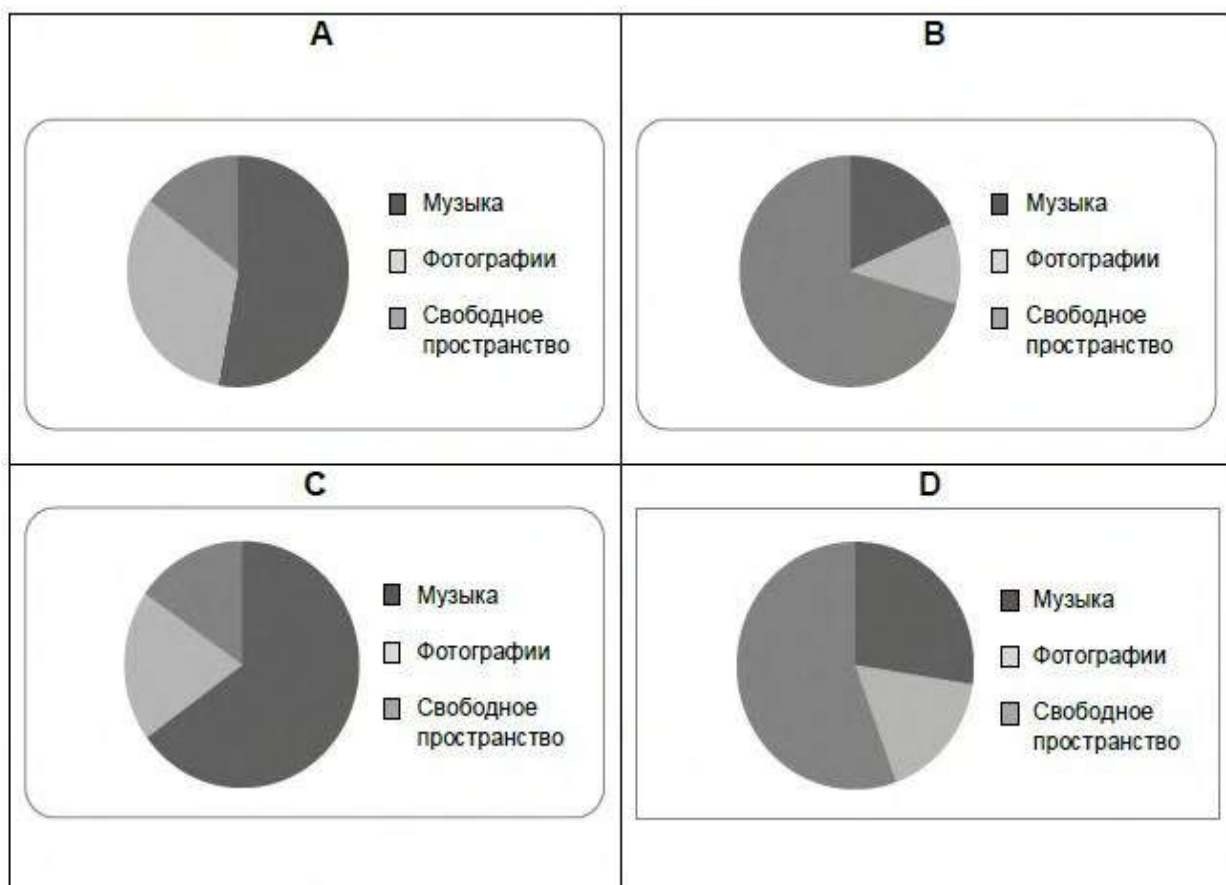 A
Музыка
Фотографии
Свободное
пространство
B
Музыка
Фотографии
Свободное
пространство
C
Музыка
Фотографии
Свободное
пространство
D
Музыка
Фотографии
Свободное
пространство